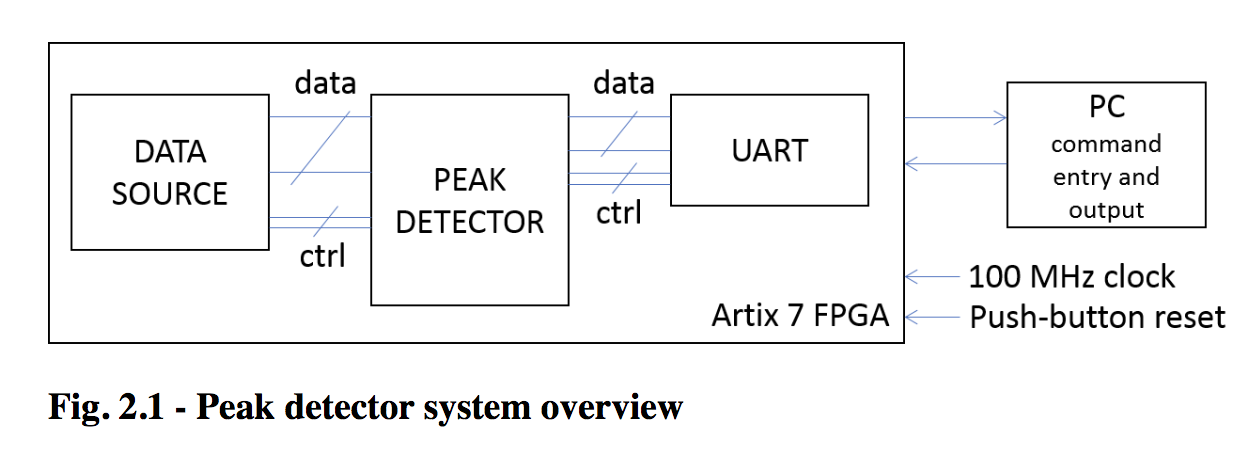 data
data
DATA
SOURCE
PEAK
DETECTOR
UART
ctrl
ctrl
PC
command
entry and
output
100 MHz clock
Artix 7 FPGA
Push-button reset
Fig. 2.1 - Peak detector system overview